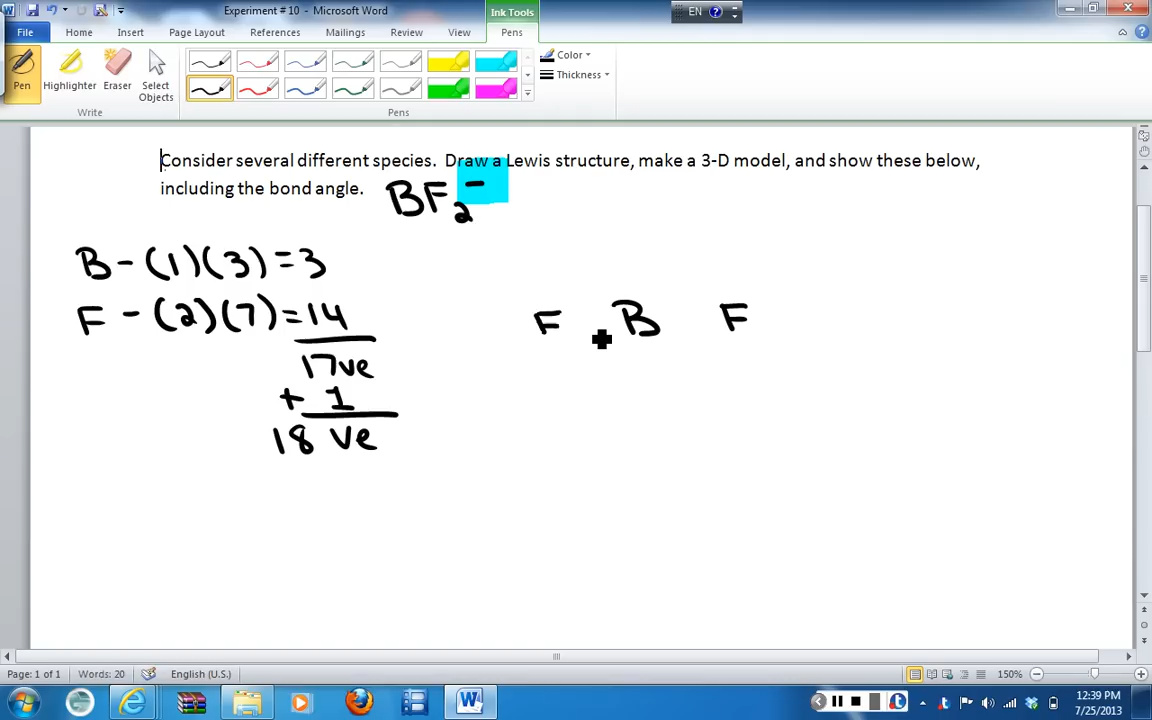 Experiment # 10 - Microsoft Word
Ink Tools
EN
File Home Insert Page Layout References Mailings Review View Pens
Pen Highlighter Eraser Select Objects
Color
Thickness
Write Pens
Consider several different species. Draw a Lewis structure, make a 3-D model, and show these below,
including the bond angle. BF₂⁻
B - (1)(3) = 3
F - (2)(7) = 14
F B F
17ve
+ 1
18 ve
Page: 1 of 1 Words: 20 English (U.S.) 150%
12:39 PM
7/25/2013